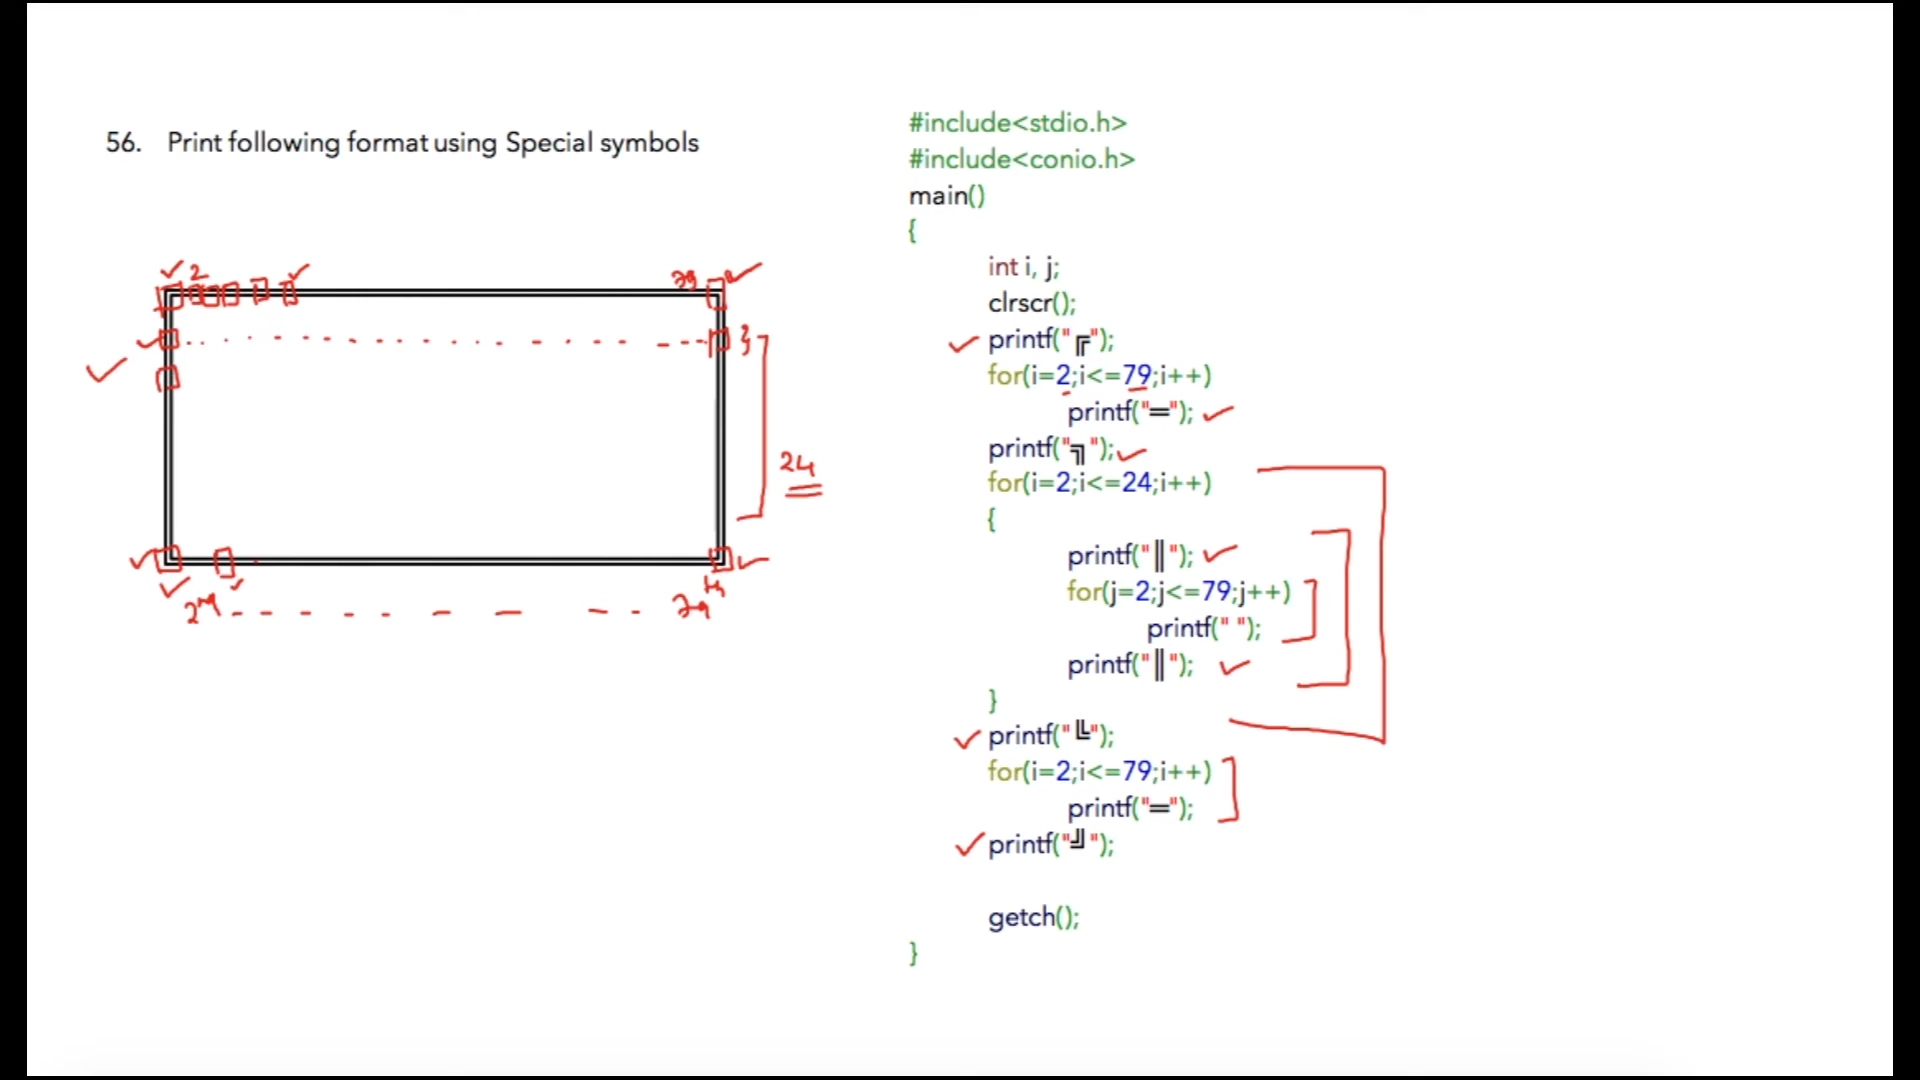 56. Print following format using Special symbols
2
79
24
2nd
79th
#include<stdio.h>
#include<conio.h>
main()
{
int i, j;
clrscr();
printf("╔");
for(i=2;i<=79;i++)
printf("═");
printf("╗");
for(i=2;i<=24;i++)
{
printf("║");
for(j=2;j<=79;j++)
printf(" ");
printf("║");
}
printf("╚");
for(i=2;i<=79;i++)
printf("═");
printf("╝");
getch();
}